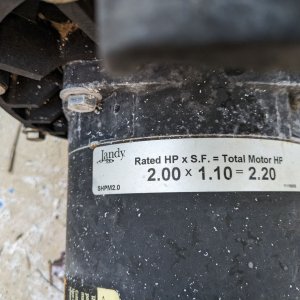 Jandy
Rated HP x S.F. = Total Motor HP
2.00 x 1.10 = 2.20
SHPM2.0